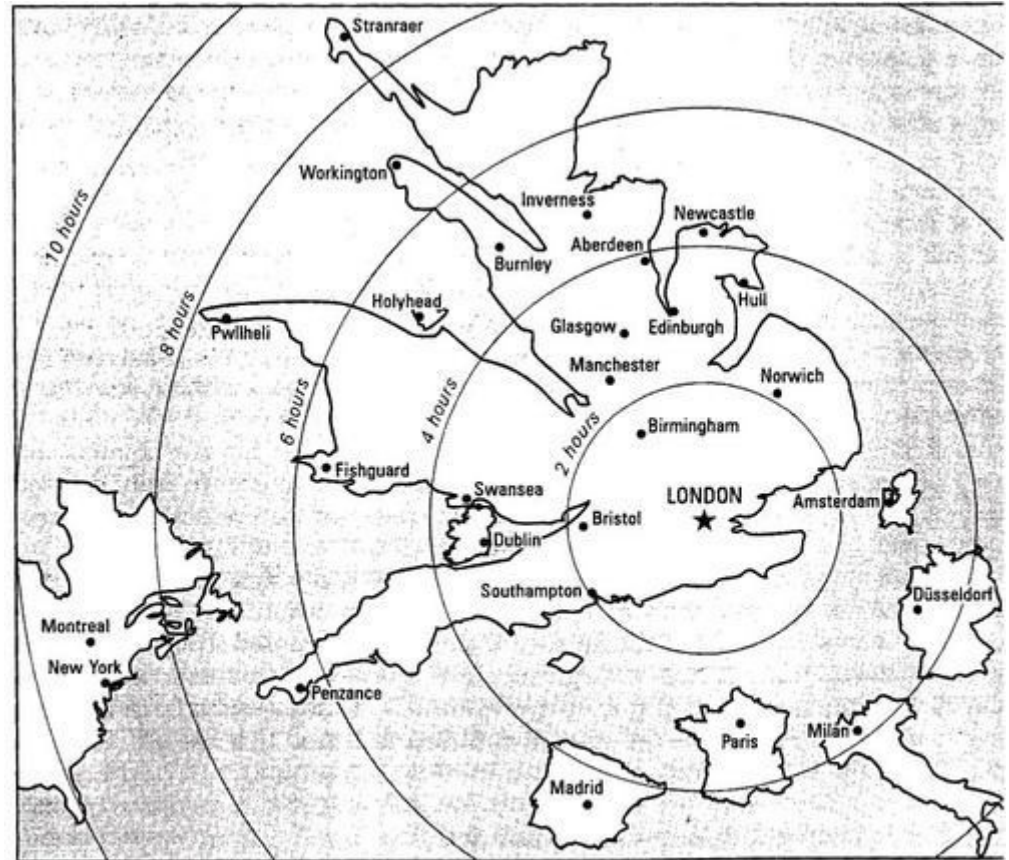 Stranraer
Workington
Inverness
Newcastle
10 hours
Burnley
Aberdeen
Hull
8 hours
Pwllheli
Holyhead
Glasgow
Edinburgh
Manchester
Norwich
6 hours
4 hours
2 hours
Birmingham
Fishguard
Swansea
LONDON
Amsterdam
Bristol
Dublin
Southampton
Düsseldorf
Montreal
New York
Penzance
Paris
Milan
Madrid